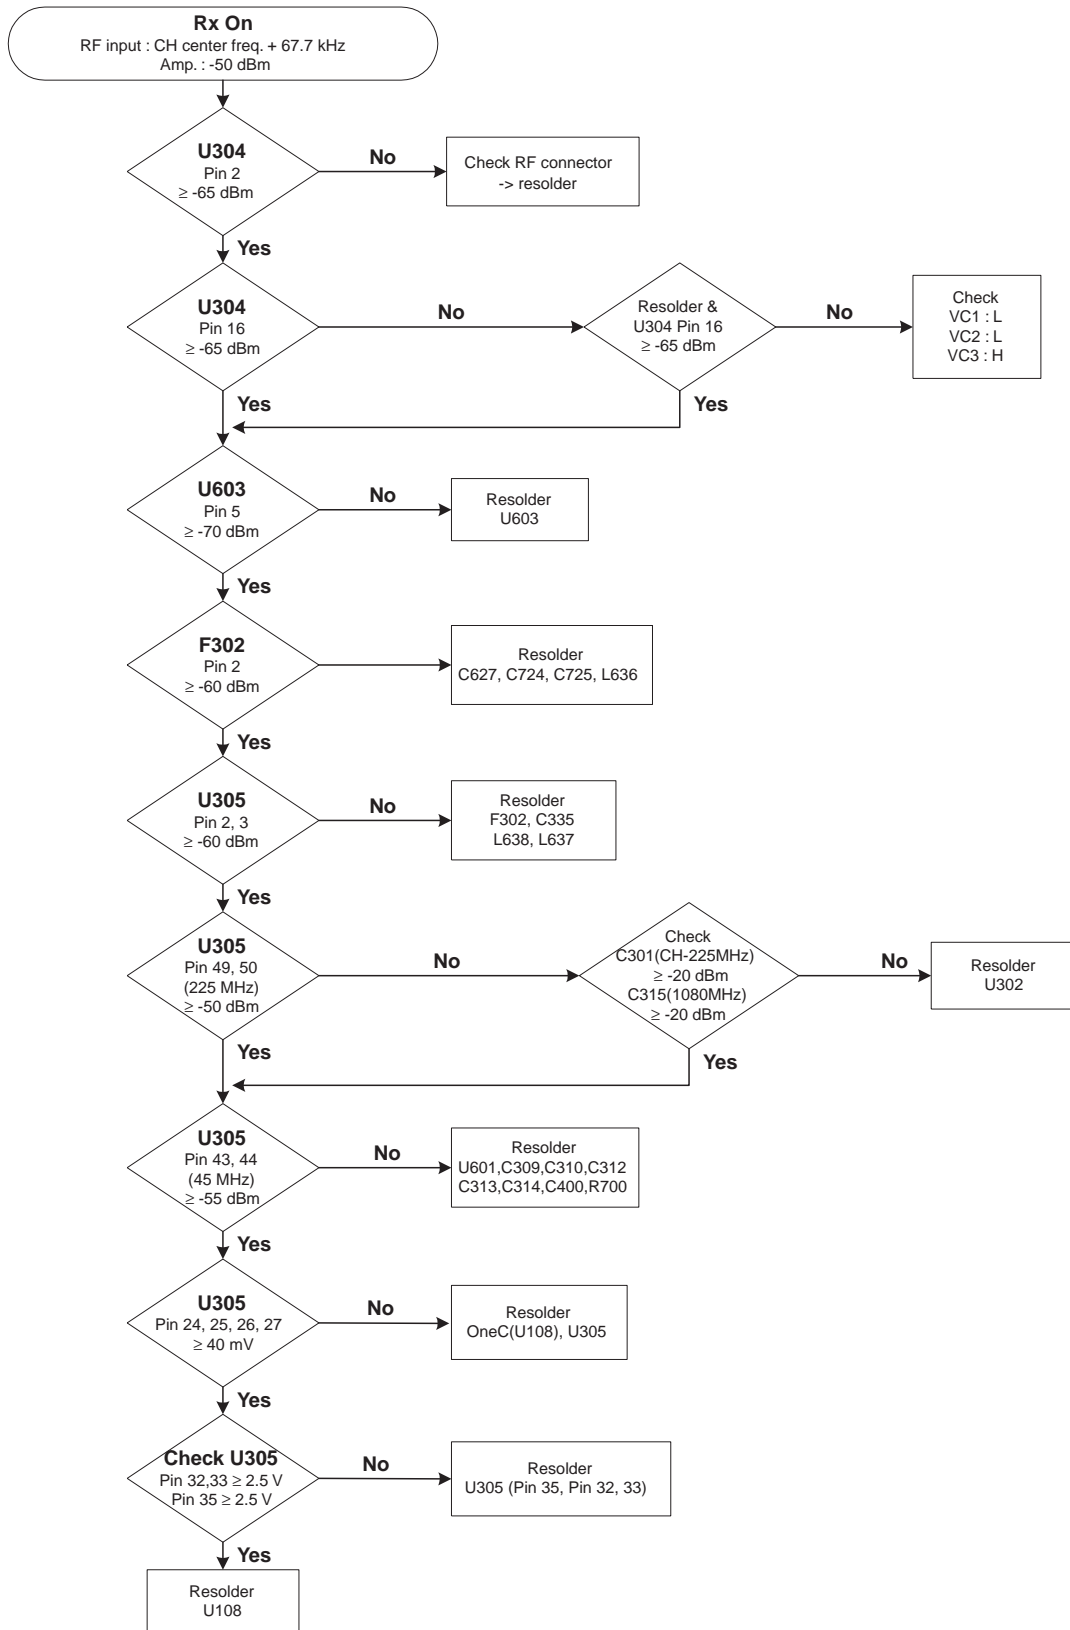 Rx On
RF input : CH center freq. + 67.7 kHz
Amp. : -50 dBm
U304
Pin 2
≥ -65 dBm
No
Check RF connector
-> resolder
Yes
U304
Pin 16
≥ -65 dBm
No
Resolder &
U304 Pin 16
≥ -65 dBm
No
Check
VC1 : L
VC2 : L
VC3 : H
Yes
Yes
U603
Pin 5
≥ -70 dBm
No
Resolder
U603
Yes
F302
Pin 2
≥ -60 dBm
Resolder
C627, C724, C725, L636
Yes
U305
Pin 2, 3
≥ -60 dBm
No
Resolder
F302, C335
L638, L637
Yes
U305
Pin 49, 50
(225 MHz)
≥ -50 dBm
No
Check
C301(CH-225MHz)
≥ -20 dBm
C315(1080MHz)
≥ -20 dBm
No
Resolder
U302
Yes
Yes
U305
Pin 43, 44
(45 MHz)
≥ -55 dBm
No
Resolder
U601,C309,C310,C312
C313,C314,C400,R700
Yes
U305
Pin 24, 25, 26, 27
≥ 40 mV
No
Resolder
OneC(U108), U305
Yes
Check U305
Pin 32,33 ≥ 2.5 V
Pin 35 ≥ 2.5 V
No
Resolder
U305 (Pin 35, Pin 32, 33)
Yes
Resolder
U108